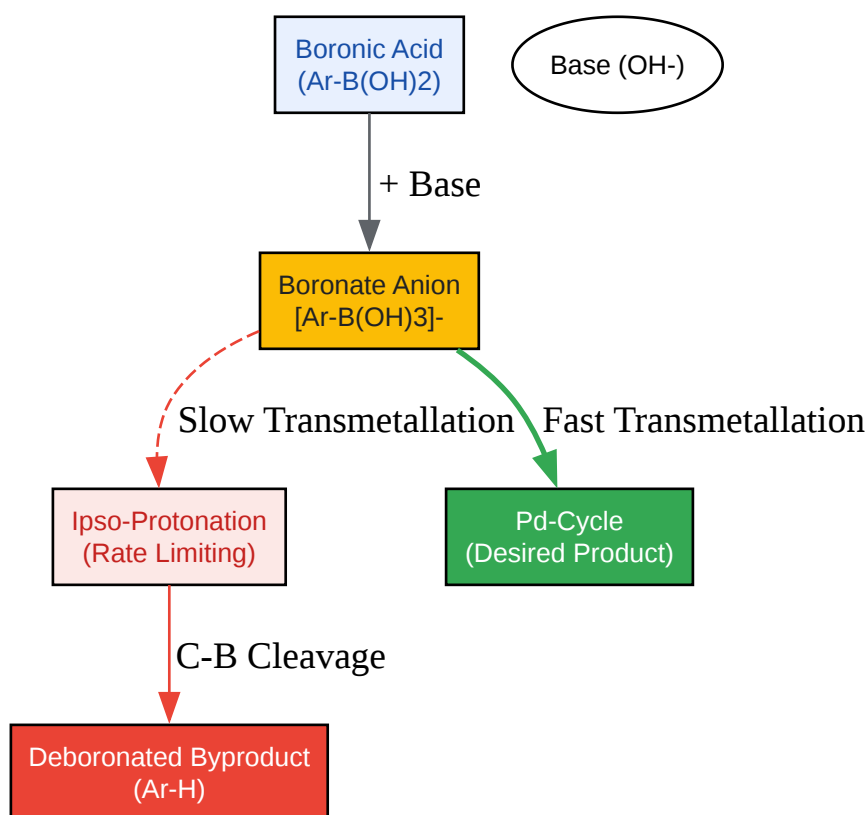 Boronic Acid
(Ar-B(OH)2)
Base (OH-)
+ Base
Boronate Anion
[Ar-B(OH)3]-
Slow Transmetallation
Fast Transmetallation
Ipso-Protonation
(Rate Limiting)
Pd-Cycle
(Desired Product)
C-B Cleavage
Deboronated Byproduct
(Ar-H)